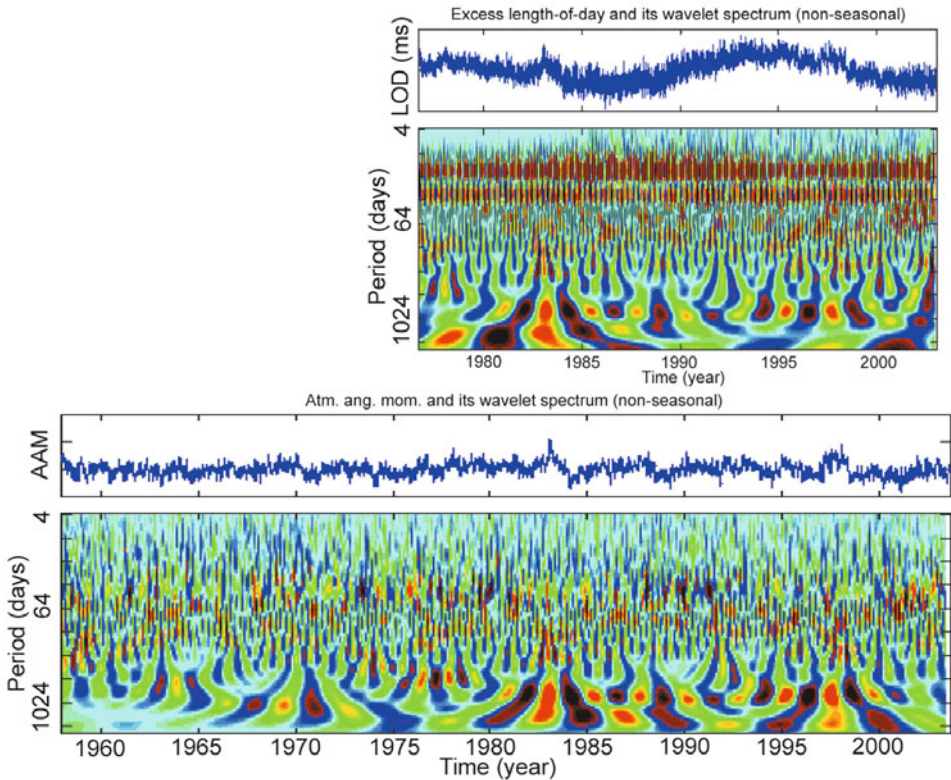 Excess length-of-day and its wavelet spectrum (non-seasonal)
LOD (ms)
4
64
1024
Period (days)
1980 1985 1990 1995 2000
Time (year)
Atm. ang. mom. and its wavelet spectrum (non-seasonal)
AAM
4
64
1024
Period (days)
1960 1965 1970 1975 1980 1985 1990 1995 2000
Time (year)